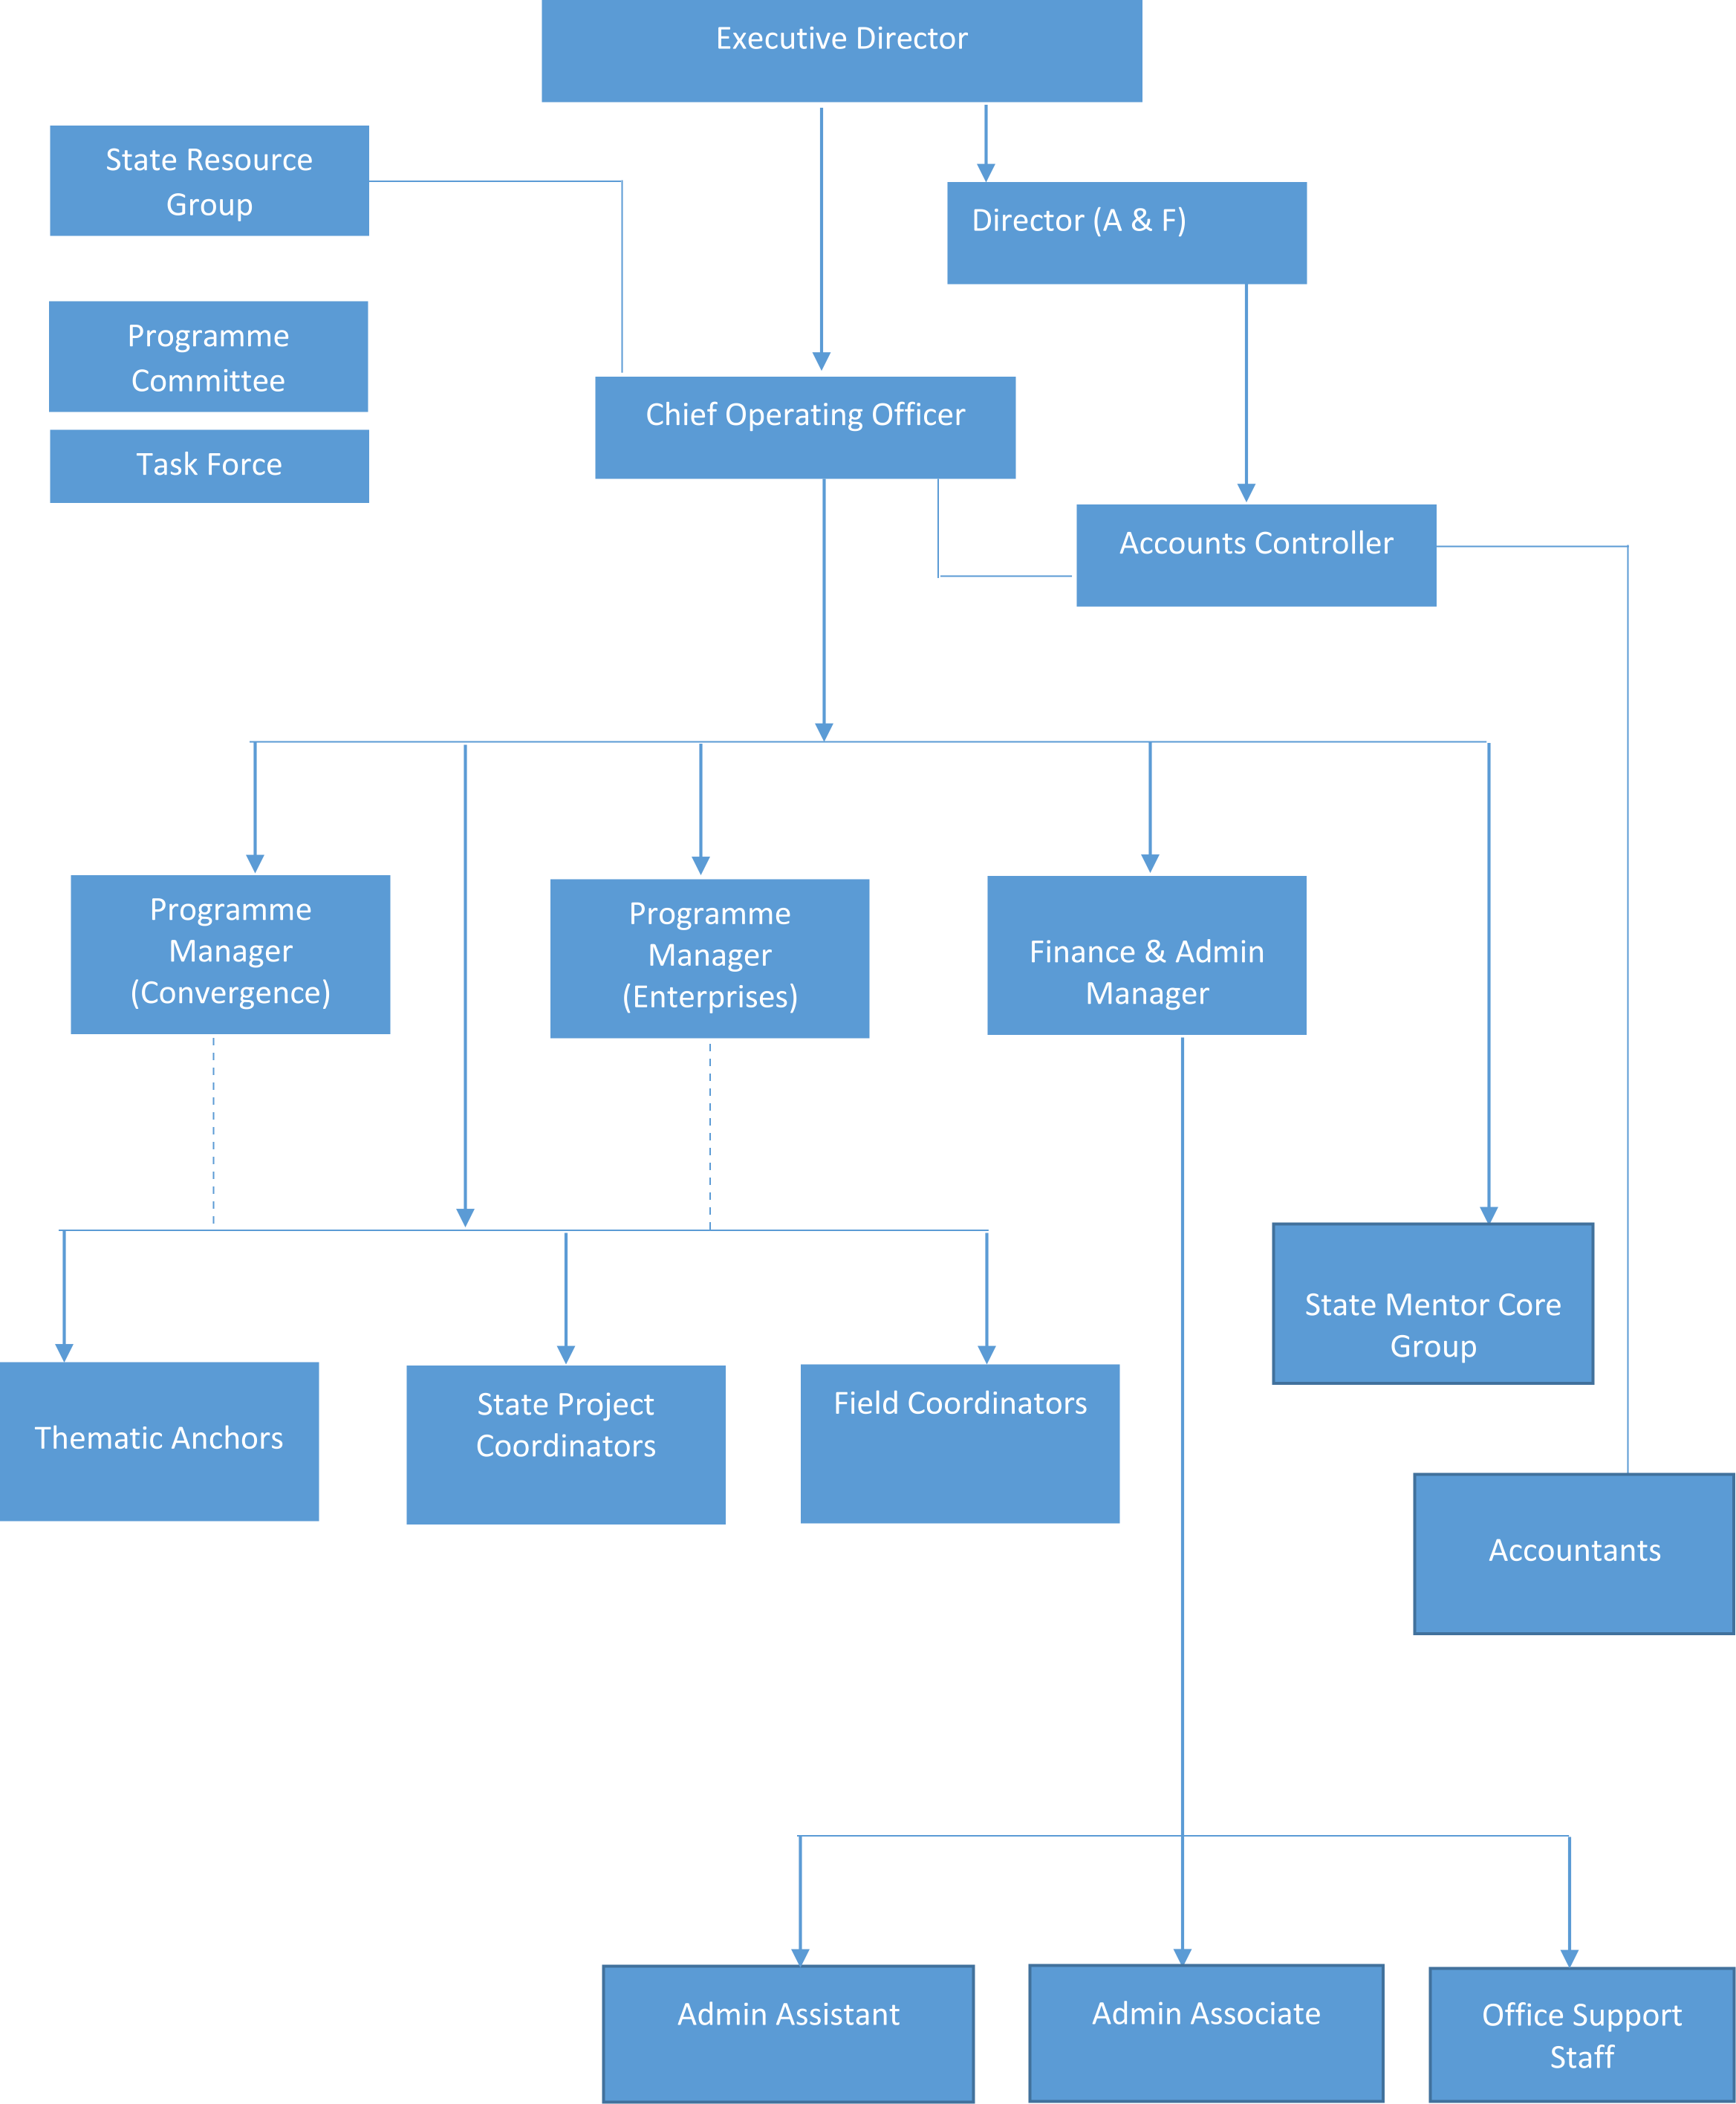 Executive Director
State Resource
Group
Director (A & F)
Programme
Committee
Chief Operating Officer
Task Force
Accounts Controller
Programme
Manager
(Convergence)
Programme
Manager
(Enterprises)
Finance & Admin
Manager
State Mentor Core
Group
Thematic Anchors
State Project
Coordinators
Field Coordinators
Accountants
Admin Assistant
Admin Associate
Office Support
Staff